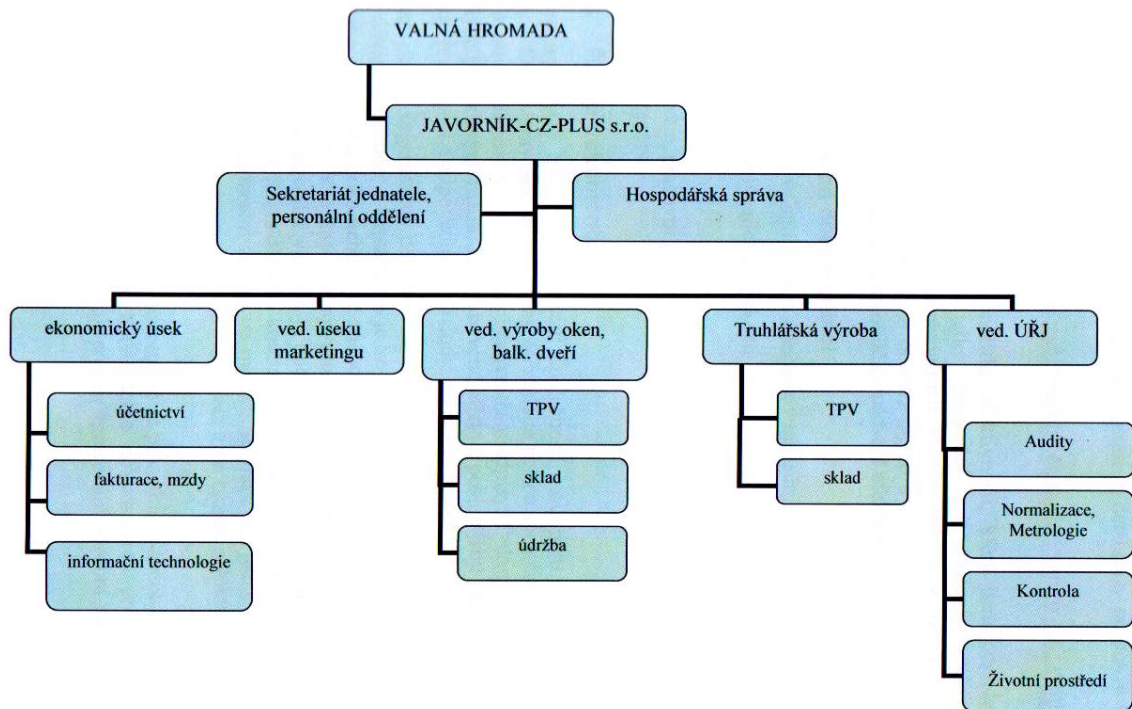 VALNÁ HROMADA
JAVORNÍK-CZ-PLUS s.r.o.
Sekretariát jednatele,
personální oddělení
Hospodářská správa
ekonomický úsek
ved. úseku
marketingu
ved. výroby oken,
balk. dveří
Truhlářská výroba
ved. ÚŘJ
účetnictví
fakturace, mzdy
informační technologie
TPV
sklad
údržba
TPV
sklad
Audity
Normalizace,
Metrologie
Kontrola
Životní prostředí